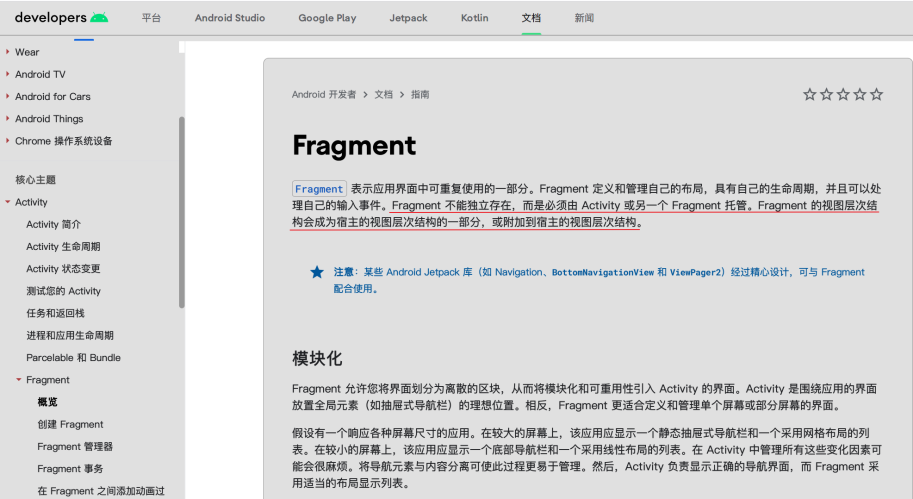 developers
平台
Android Studio
Google Play
Jetpack
Kotlin
文档
新闻
Wear
Android TV
Android for Cars
Android Things
Chrome 操作系统设备
核心主题
Activity
Activity 简介
Activity 生命周期
Activity 状态变更
测试您的 Activity
任务和返回栈
进程和应用生命周期
Parcelable 和 Bundle
Fragment
概览
创建 Fragment
Fragment 管理器
Fragment 事务
在 Fragment 之间添加动画过
Android 开发者 > 文档 > 指南
Fragment
Fragment 表示应用界面中可重复使用的一部分。Fragment 定义和管理自己的布局，具有自己的生命周期，并且可以处
理自己的输入事件。Fragment 不能独立存在，而是必须由 Activity 或另一个 Fragment 托管。Fragment 的视图层次结
构会成为宿主的视图层次结构的一部分，或附加到宿主的视图层次结构。
注意：某些 Android Jetpack 库（如 Navigation、BottomNavigationView 和 ViewPager2）经过精心设计，可与 Fragment
配合使用。
模块化
Fragment 允许您将界面划分为离散的区块，从而将模块化和可重用性引入 Activity 的界面。Activity 是围绕应用的界面
放置全局元素（如抽屉式导航栏）的理想位置。相反，Fragment 更适合定义和管理单个屏幕或部分屏幕的界面。
假设有一个响应各种屏幕尺寸的应用。在较大的屏幕上，该应用应显示一个静态抽屉式导航栏和一个采用网格布局的列
表。在较小的屏幕上，该应用应显示一个底部导航栏和一个采用线性布局的列表。在 Activity 中管理所有这些变化因素可
能会很麻烦。将导航元素与内容分离可使此过程更易于管理。然后，Activity 负责显示正确的导航界面，而 Fragment 采
用适当的布局显示列表。